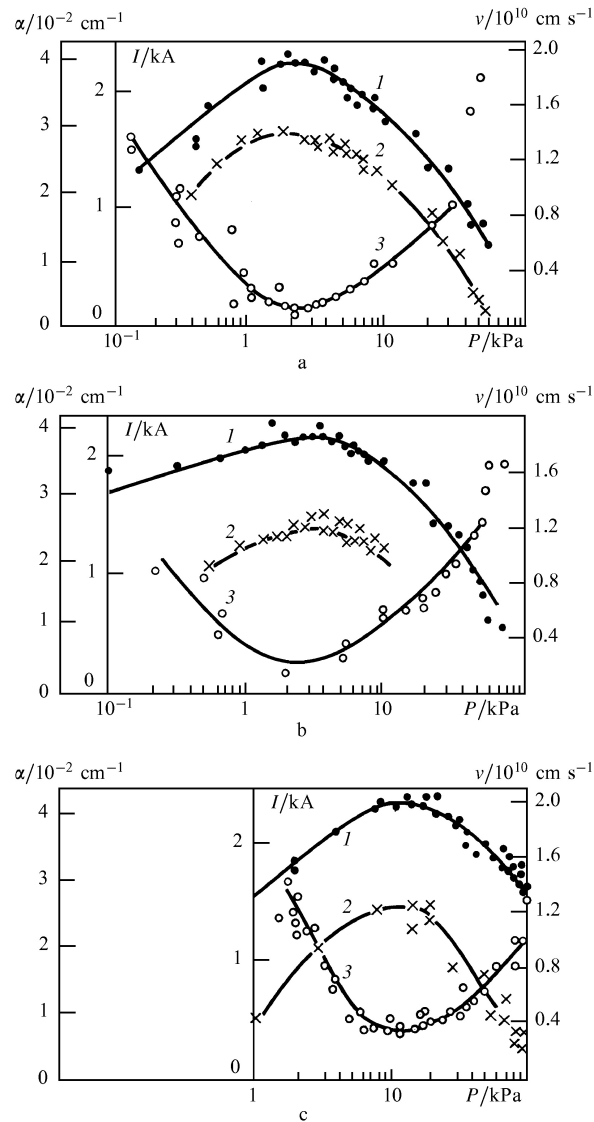 α/10⁻² cm⁻¹ v/10¹⁰ cm s⁻¹
I/kA
4 2.0
2 1
3 1.6
2
1.2
2
1 0.8
3
1 0.4
0 0
10⁻¹ 1 10 P/kPa
a
α/10⁻² cm⁻¹ v/10¹⁰ cm s⁻¹
I/kA
4 1
2 1.6
3
2 1.2
2
1 3 0.8
1 0.4
0 0
10⁻¹ 1 10 P/kPa
b
α/10⁻² cm⁻¹ v/10¹⁰ cm s⁻¹
I/kA
4 2.0
2 1
1.6
3
2 1.2
2
1 3 0.8
1 0.4
0 0
1 10 P/kPa
c